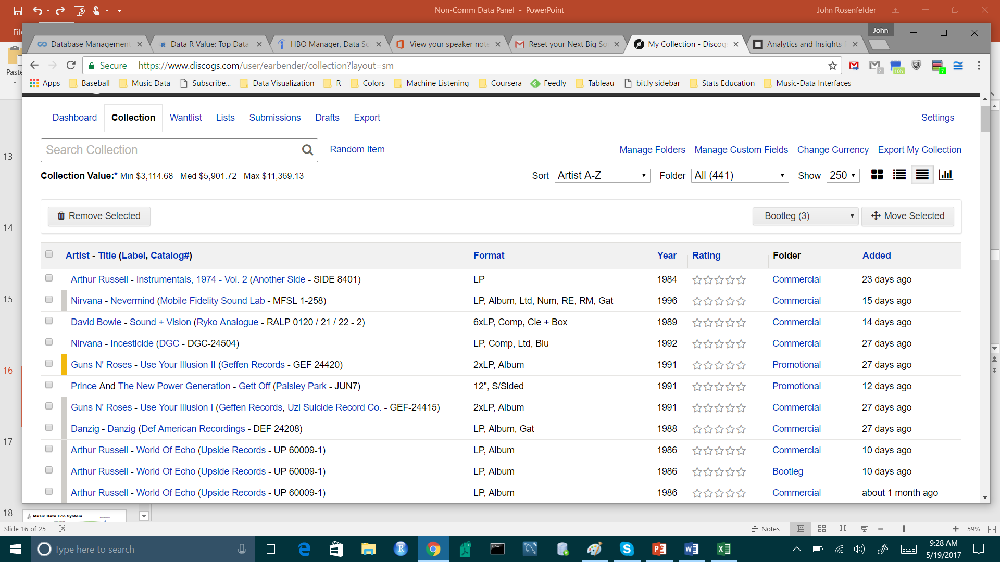 Non-Comm Data Panel - PowerPoint
John Rosenfelder
Fil
John
Database Management
Data R Value: Top Data
HBO Manager, Data Sc
View your speaker note
Reset your Next Big So
My Collection - Discog
Analytics and Insights f
Paste
Secure
https://www.discogs.com/user/earbender/collection?layout=sm
10h
7
Apps
Baseball
Music Data
Subscribe...
Data Visualization
R
Colors
Machine Listening
Coursera
Feedly
Tableau
bit.ly sidebar
Stats Education
Music-Data Interfaces
Dashboard
Collection
Wantlist
Lists
Submissions
Drafts
Export
Settings
Search Collection
Random Item
Manage Folders
Manage Custom Fields
Change Currency
Export My Collection
Collection Value:* Min $3,114.68 Med $5,901.72 Max $11,369.13
Sort Artist A-Z
Folder All (441)
Show 250
Remove Selected
Bootleg (3)
Move Selected
Artist - Title (Label, Catalog#) Format Year Rating Folder Added
Arthur Russell - Instrumentals, 1974 - Vol. 2 (Another Side - SIDE 8401) LP 1984 Commercial 23 days ago
Nirvana - Nevermind (Mobile Fidelity Sound Lab - MFSL 1-258) LP, Album, Ltd, Num, RE, RM, Gat 1996 Commercial 15 days ago
David Bowie - Sound + Vision (Ryko Analogue - RALP 0120 / 21 / 22 - 2) 6xLP, Comp, Cle + Box 1989 Commercial 14 days ago
Nirvana - Incesticide (DGC - DGC-24504) LP, Comp, Ltd, Blu 1992 Commercial 27 days ago
Guns N' Roses - Use Your Illusion II (Geffen Records - GEF 24420) 2xLP, Album 1991 Promotional 27 days ago
Prince And The New Power Generation - Gett Off (Paisley Park - JUN7) 12", S/Sided 1991 Promotional 12 days ago
Guns N' Roses - Use Your Illusion I (Geffen Records, Uzi Suicide Record Co. - GEF-24415) 2xLP, Album 1991 Commercial 27 days ago
Danzig - Danzig (Def American Recordings - DEF 24208) LP, Album, Gat 1988 Commercial 27 days ago
Arthur Russell - World Of Echo (Upside Records - UP 60009-1) LP, Album 1986 Commercial 10 days ago
Arthur Russell - World Of Echo (Upside Records - UP 60009-1) LP, Album 1986 Bootleg 10 days ago
Arthur Russell - World Of Echo (Upside Records - UP 60009-1) LP, Album 1986 Commercial about 1 month ago
13
14
15
16
17
18
Music Data Eco System
Slide 16 of 25
Notes
59%
Type here to search
9:28 AM
5/19/2017